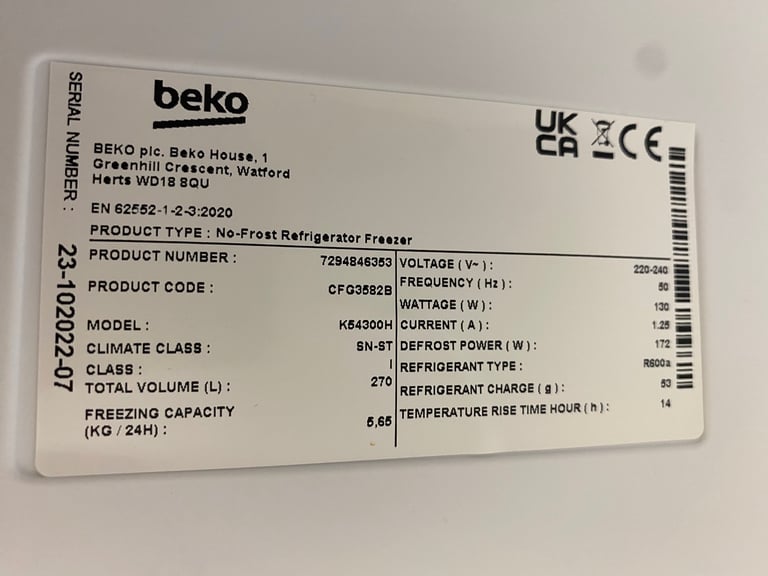 beko
UK
CA
CE
BEKO plc. Beko House, 1
Greenhill Crescent, Watford
Herts WD18 8QU
EN 62552-1-2-3:2020
PRODUCT TYPE : No-Frost Refrigerator Freezer
PRODUCT NUMBER : 7294846353
PRODUCT CODE : CFG3582B
MODEL : K54300H
CLIMATE CLASS : SN-ST
CLASS : I
TOTAL VOLUME (L) : 270
FREEZING CAPACITY
(KG / 24H) : 5,65
VOLTAGE ( V~ ) : 220-240
FREQUENCY ( Hz ) : 50
WATTAGE ( W ) : 130
CURRENT ( A ) : 1.25
DEFROST POWER ( W ) : 172
REFRIGERANT TYPE : R600a
REFRIGERANT CHARGE ( g ) : 53
TEMPERATURE RISE TIME HOUR ( h ) : 14
SERIAL NUMBER : 23-102022-07